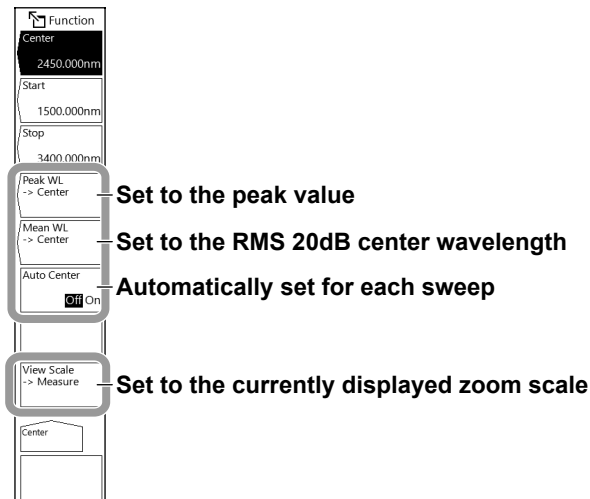 Function
Center
2450.000nm
Start
1500.000nm
Stop
3400.000nm
Peak WL
-> Center
Set to the peak value
Mean WL
-> Center
Set to the RMS 20dB center wavelength
Auto Center
Off On
Automatically set for each sweep
View Scale
-> Measure
Set to the currently displayed zoom scale
Center